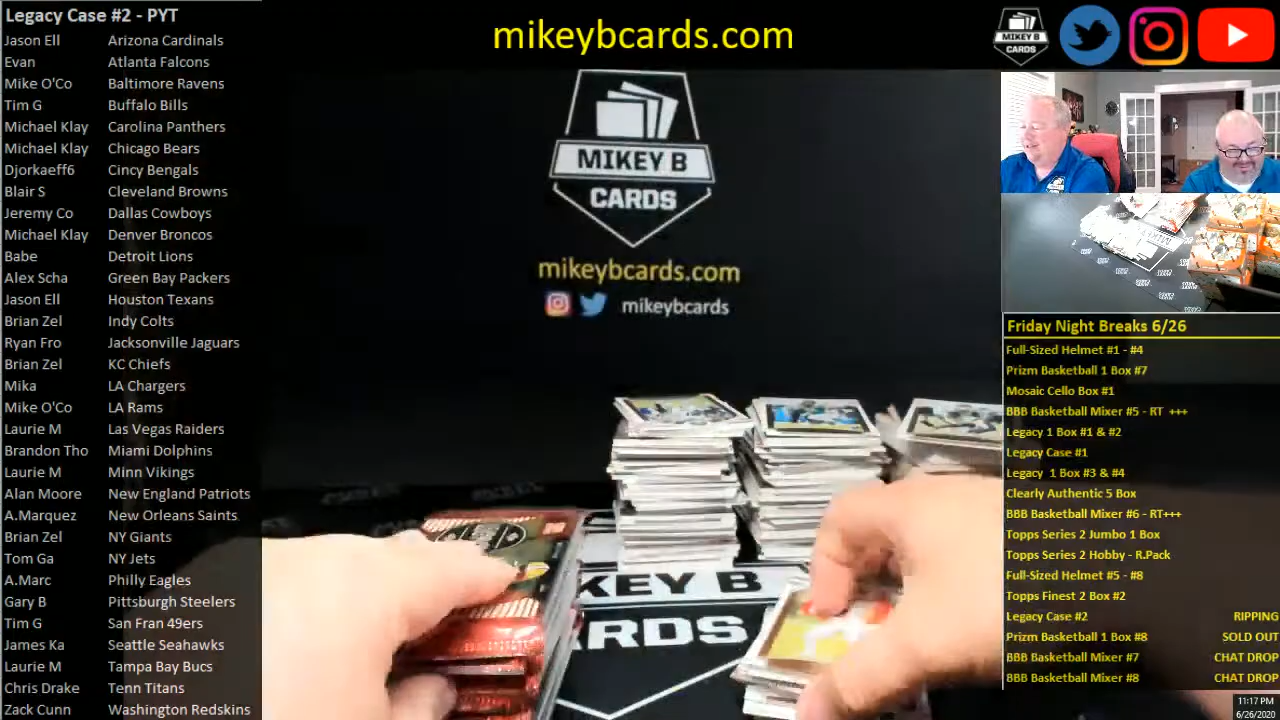 Legacy Case #2 - PYT
Jason Ell Arizona Cardinals
Evan Atlanta Falcons
Mike O'Co Baltimore Ravens
Tim G Buffalo Bills
Michael Klay Carolina Panthers
Michael Klay Chicago Bears
Djorkaeff6 Cincy Bengals
Blair S Cleveland Browns
Jeremy Co Dallas Cowboys
Michael Klay Denver Broncos
Babe Detroit Lions
Alex Scha Green Bay Packers
Jason Ell Houston Texans
Brian Zel Indy Colts
Ryan Fro Jacksonville Jaguars
Brian Zel KC Chiefs
Mika LA Chargers
Mike O'Co LA Rams
Laurie M Las Vegas Raiders
Brandon Tho Miami Dolphins
Laurie M Minn Vikings
Alan Moore New England Patriots
A.Marquez New Orleans Saints
Brian Zel NY Giants
Tom Ga NY Jets
A.Marc Philly Eagles
Gary B Pittsburgh Steelers
Tim G San Fran 49ers
James Ka Seattle Seahawks
Laurie M Tampa Bay Bucs
Chris Drake Tenn Titans
Zack Cunn Washington Redskins
mikeybcards.com
MIKEY B
CARDS
MIKEY B
CARDS
mikeybcards.com
mikeybcards
KEY B
ARDS
Friday Night Breaks 6/26
Full-Sized Helmet #1 - #4
Prizm Basketball 1 Box #7
Mosaic Cello Box #1
BBB Basketball Mixer #5 - RT +++
Legacy 1 Box #1 & #2
Legacy Case #1
Legacy 1 Box #3 & #4
Clearly Authentic 5 Box
BBB Basketball Mixer #6 - RT+++
Topps Series 2 Jumbo 1 Box
Topps Series 2 Hobby - R.Pack
Full-Sized Helmet #5 - #8
Topps Finest 2 Box #2
Legacy Case #2 RIPPING
Prizm Basketball 1 Box #8 SOLD OUT
BBB Basketball Mixer #7 CHAT DROP
BBB Basketball Mixer #8 CHAT DROP
11:17 PM
6/26/2020